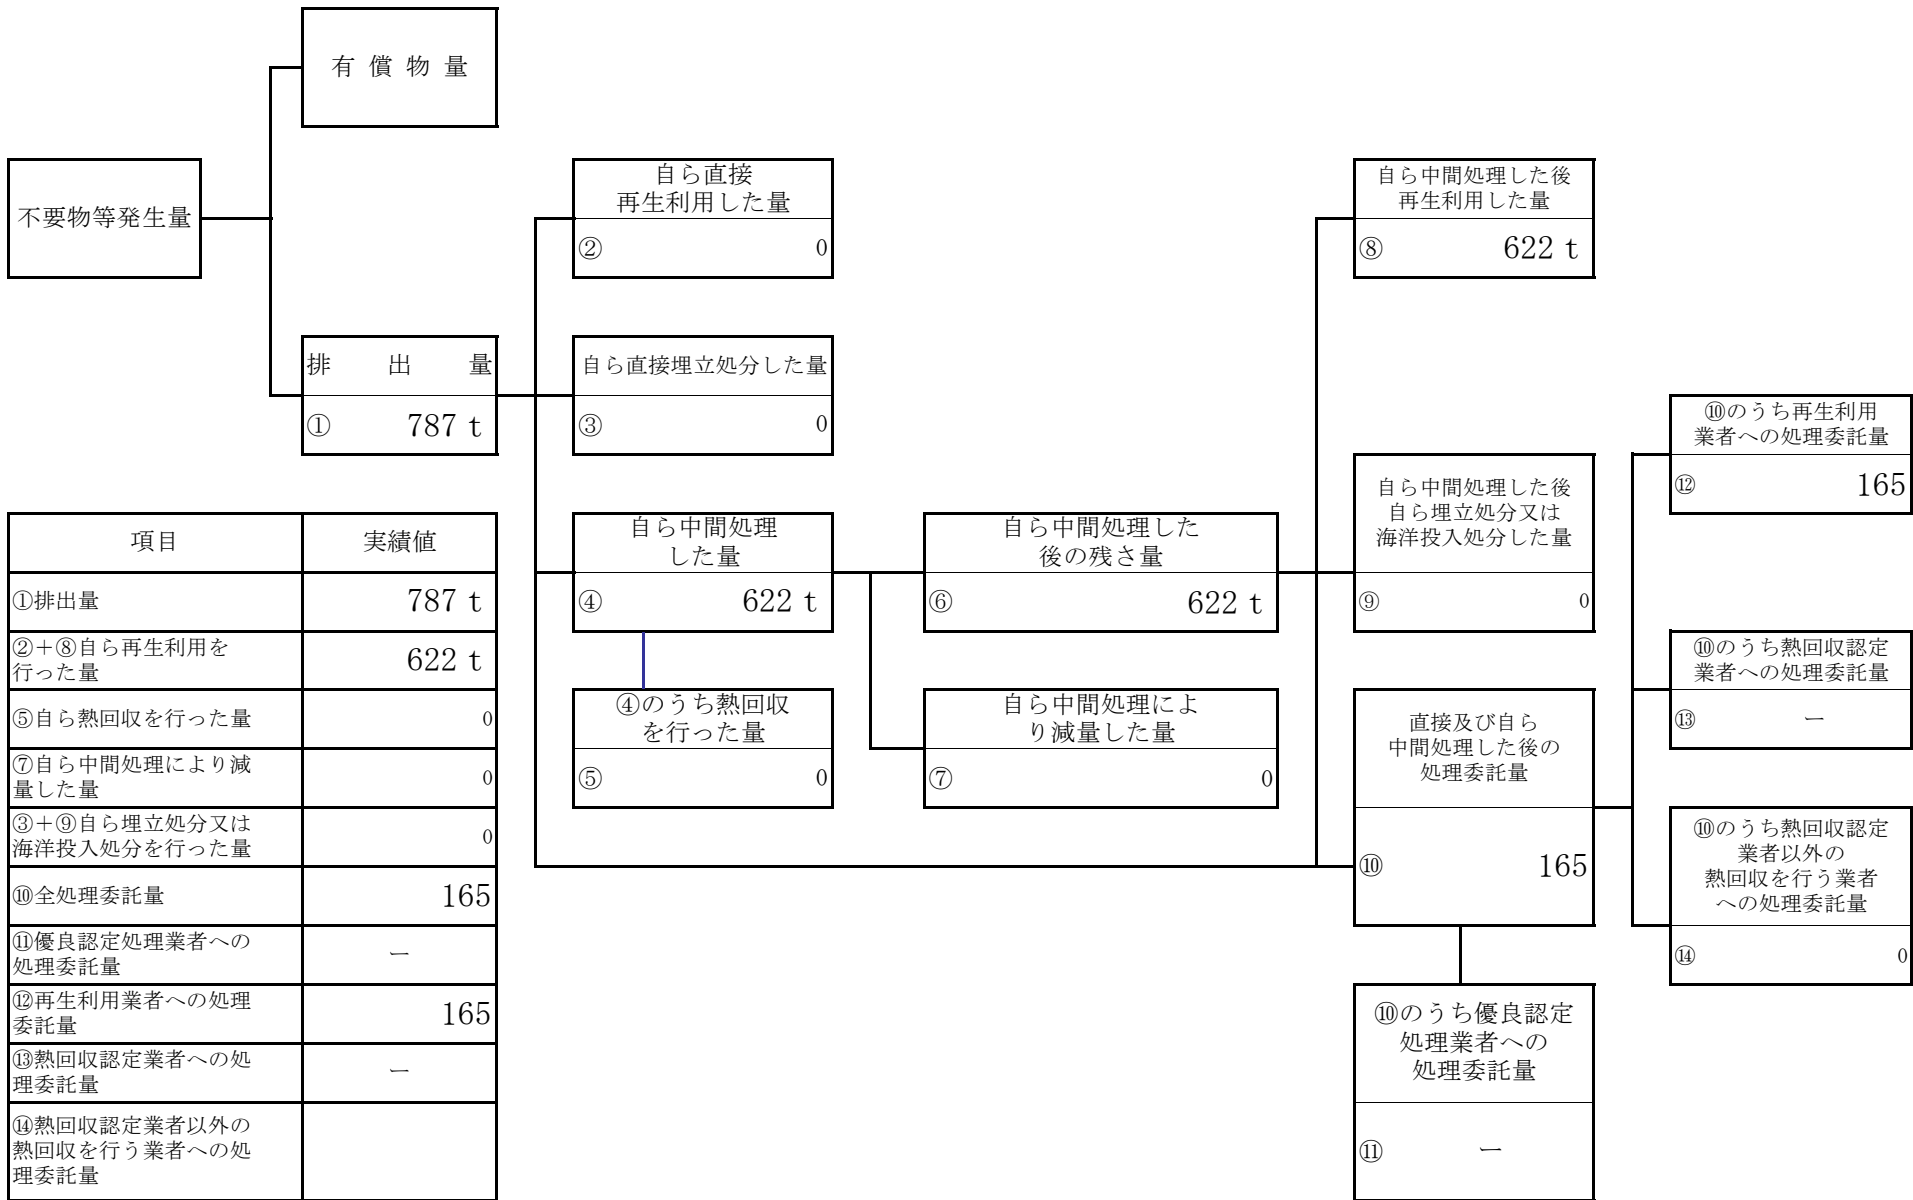 有 償 物 量
不要物等発生量
自ら直接
再生利用した量
② 0
自ら中間処理した後
再生利用した量
⑧ 622 t
排 出 量
① 787 t
自ら直接埋立処分した量
③ 0
⑩のうち再生利用
業者への処理委託量
⑫ 165
自ら中間処理した後
自ら埋立処分又は
海洋投入処分した量
⑨ 0
自ら中間処理
した量
④ 622 t
自ら中間処理した
後の残さ量
⑥ 622 t
⑩のうち熱回収認定
業者への処理委託量
⑬ ー
④のうち熱回収
を行った量
⑤ 0
自ら中間処理によ
り減量した量
⑦ 0
直接及び自ら
中間処理した後の
処理委託量
⑩ 165
⑩のうち熱回収認定
業者以外の
熱回収を行う業者
への処理委託量
⑭ 0
⑩のうち優良認定
処理業者への
処理委託量
⑪ ー
項目 実績値
①排出量 787 t
②＋⑧自ら再生利用を
行った量 622 t
⑤自ら熱回収を行った量 0
⑦自ら中間処理により減
量した量 0
③＋⑨自ら埋立処分又は
海洋投入処分を行った量 0
⑩全処理委託量 165
⑪優良認定処理業者への
処理委託量 ー
⑫再生利用業者への処理
委託量 165
⑬熱回収認定業者への処
理委託量 ー
⑭熱回収認定業者以外の
熱回収を行う業者への処
理委託量